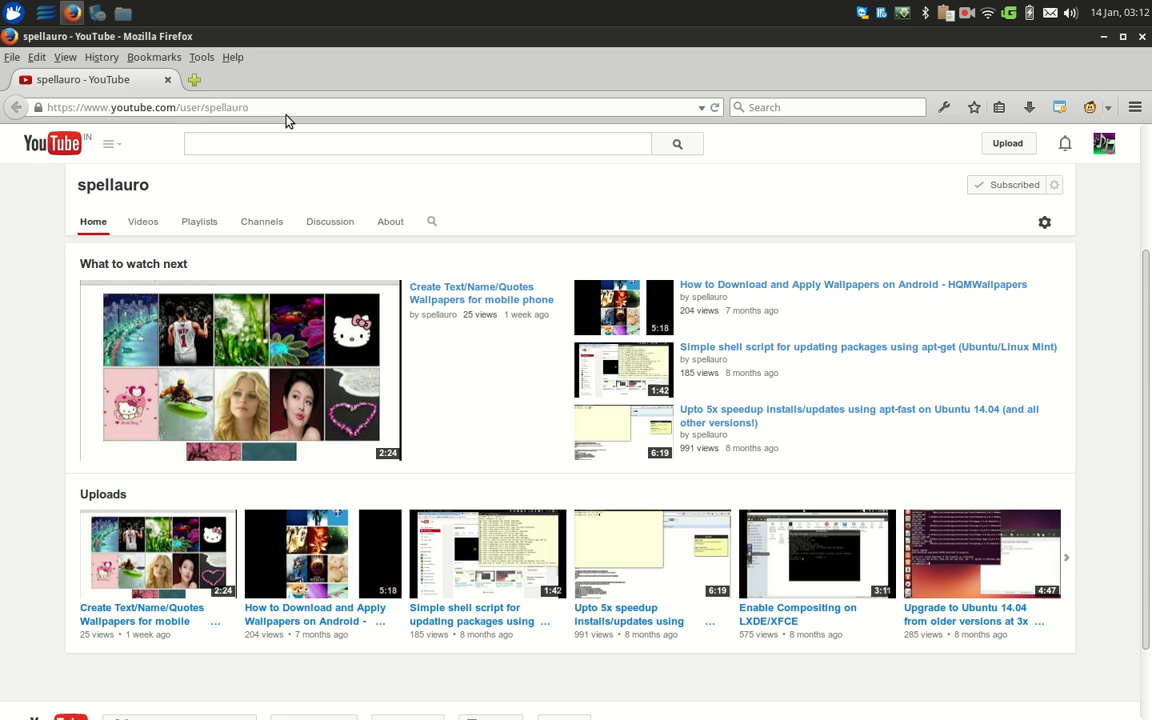 14 Jan, 03:12
spellauro - YouTube - Mozilla Firefox
File Edit View History Bookmarks Tools Help
spellauro - YouTube
https://www.youtube.com/user/spellauro
Search
YouTube IN
Upload
spellauro
Subscribed
Home Videos Playlists Channels Discussion About
What to watch next
Create Text/Name/Quotes
Wallpapers for mobile phone
by spellauro 25 views 1 week ago
2:24
How to Download and Apply Wallpapers on Android - HQMWallpapers
by spellauro
204 views 7 months ago
5:18
Simple shell script for updating packages using apt-get (Ubuntu/Linux Mint)
by spellauro
185 views 8 months ago
1:42
Upto 5x speedup installs/updates using apt-fast on Ubuntu 14.04 (and all
other versions!)
by spellauro
991 views 8 months ago
6:19
Uploads
2:24
Create Text/Name/Quotes
Wallpapers for mobile ...
25 views • 1 week ago
5:18
How to Download and Apply
Wallpapers on Android - ...
204 views • 7 months ago
1:42
Simple shell script for
updating packages using ...
185 views • 8 months ago
6:19
Upto 5x speedup
installs/updates using ...
991 views • 8 months ago
3:11
Enable Compositing on
LXDE/XFCE
575 views • 8 months ago
4:47
Upgrade to Ubuntu 14.04
from older versions at 3x ...
285 views • 8 months ago